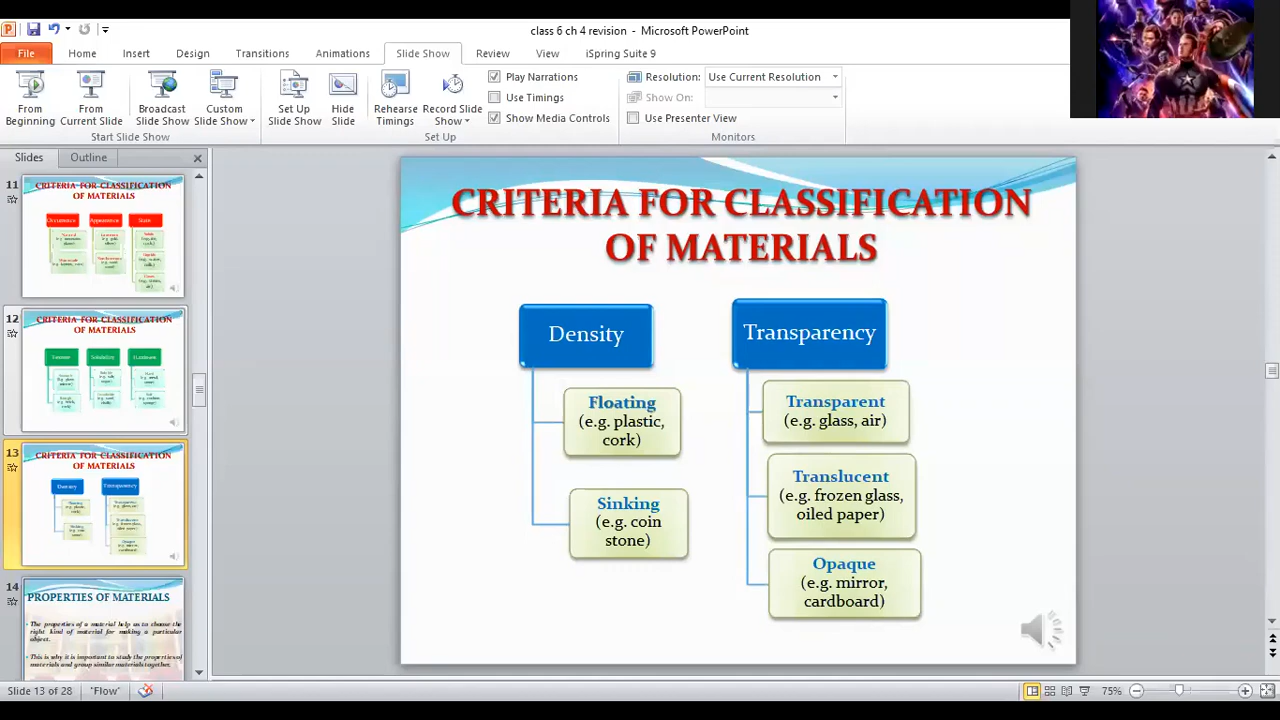 class 6 ch 4 revision - Microsoft PowerPoint
File Home Insert Design Transitions Animations Slide Show Review View iSpring Suite 9
From Beginning
From Current Slide
Broadcast Slide Show
Custom Slide Show
Set Up Slide Show
Hide Slide
Rehearse Timings
Record Slide Show
Play Narrations
Use Timings
Show Media Controls
Resolution: Use Current Resolution
Show On:
Use Presenter View
Start Slide Show
Set Up
Monitors
Slides Outline
11
CRITERIA FOR CLASSIFICATION
OF MATERIALS
12
CRITERIA FOR CLASSIFICATION
OF MATERIALS
13
CRITERIA FOR CLASSIFICATION
OF MATERIALS
Density Transparency
14
PROPERTIES OF MATERIALS
The properties of a material help us to choose the
right kind of material for making a particular
object.
This is why it is important to study the properties of
materials and group similar materials together.
CRITERIA FOR CLASSIFICATION
OF MATERIALS
Density
Floating
(e.g. plastic,
cork)
Sinking
(e.g. coin
stone)
Transparency
Transparent
(e.g. glass, air)
Translucent
(e.g. frozen glass,
oiled paper)
Opaque
(e.g. mirror,
cardboard)
Slide 13 of 28
"Flow"
75%